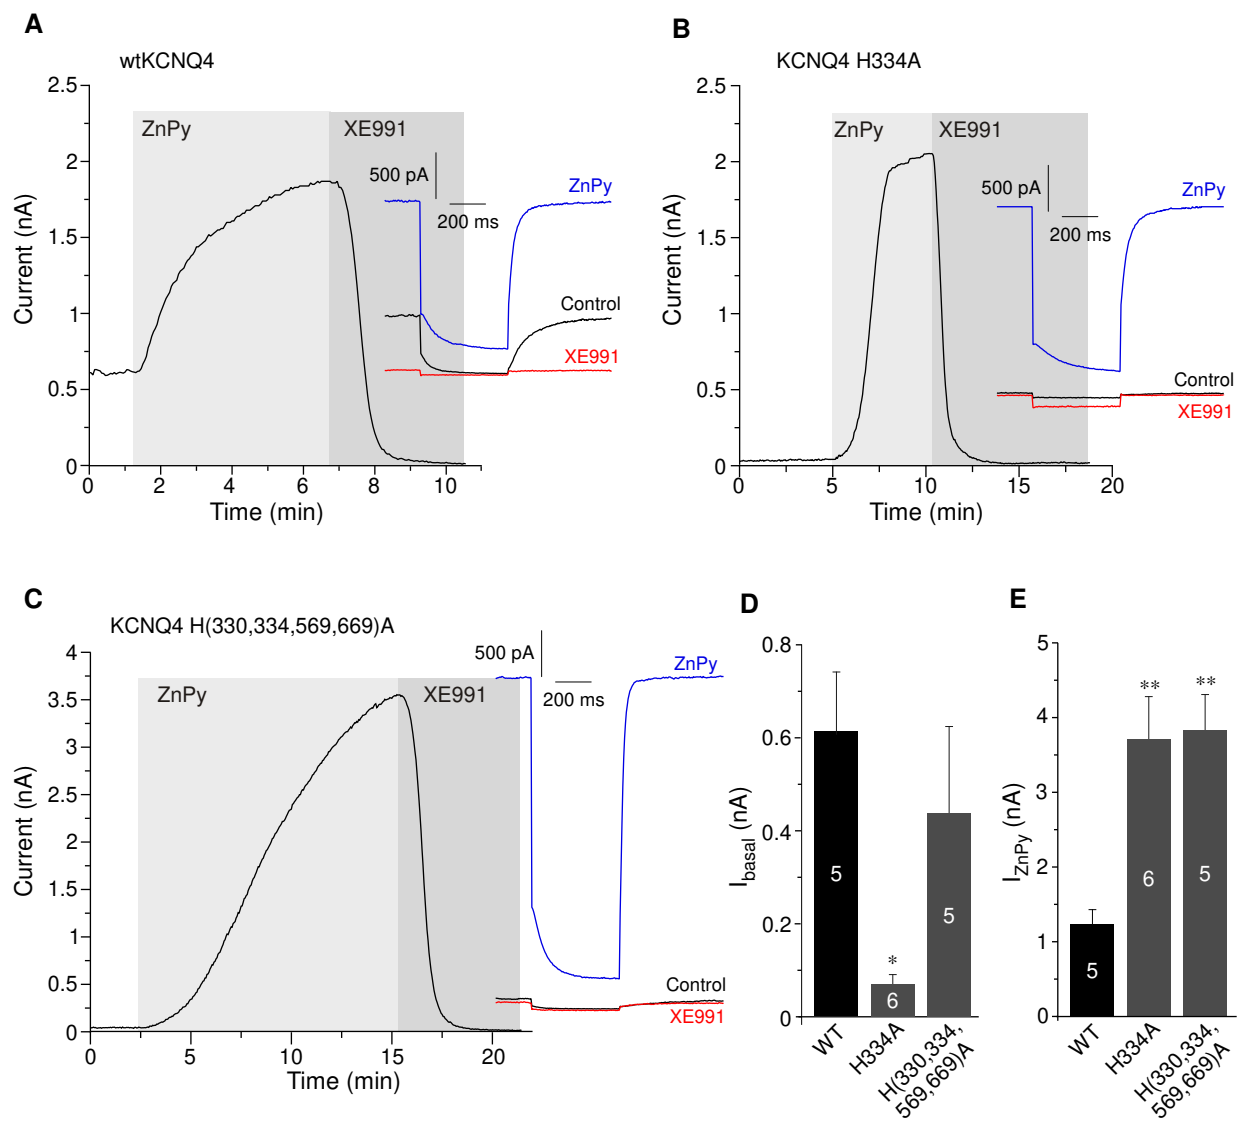 A
wtKCNQ4
2.5
2
1.5
1
0.5
0
Current (nA)
ZnPy
XE991
500 pA
200 ms
ZnPy
Control
XE991
0
2
4
6
8
10
Time (min)
B
KCNQ4 H334A
2.5
2
1.5
1
0.5
0
Current (nA)
ZnPy
XE991
500 pA
200 ms
ZnPy
Control
XE991
0
5
10
15
20
Time (min)
C
KCNQ4 H(330,334,569,669)A
4
3.5
3
2.5
2
1.5
1
0.5
0
Current (nA)
ZnPy
XE991
500 pA
200 ms
ZnPy
Control
XE991
0
5
10
15
20
Time (min)
D
0.8
0.6
0.4
0.2
0
Ibasal (nA)
5
*
6
5
WT
H334A
H(330,334,
569,669)A
E
5
4
3
2
1
0
IZnPy (nA)
5
**
6
**
5
WT
H334A
H(330,334,
569,669)A